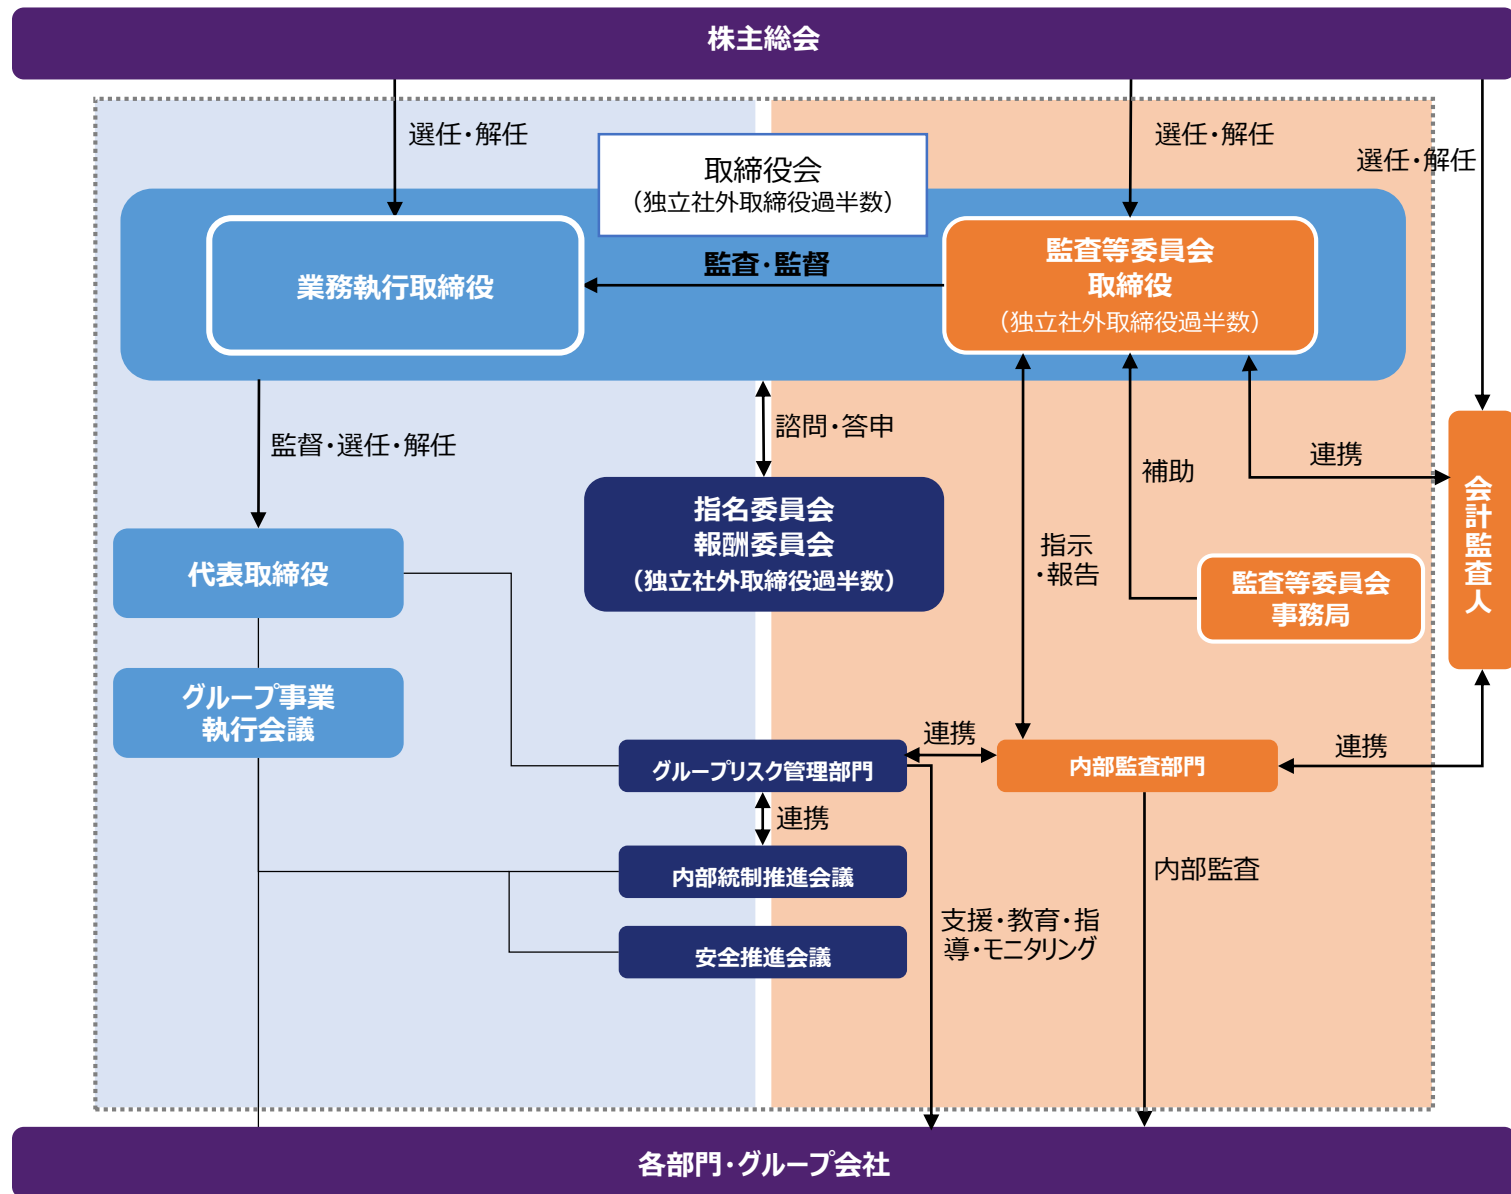 株主総会
選任・解任
選任・解任
選任・解任
取締役会
（独立社外取締役過半数）
業務執行取締役
監査・監督
監査等委員会
取締役
（独立社外取締役過半数）
監督・選任・解任
諮問・答申
補助
連携
指示
・報告
会計監査人
代表取締役
指名委員会
報酬委員会
（独立社外取締役過半数）
監査等委員会
事務局
グループ事業
執行会議
グループリスク管理部門
連携
内部監査部門
連携
連携
内部統制推進会議
内部監査
安全推進会議
支援・教育・指
導・モニタリング
各部門・グループ会社